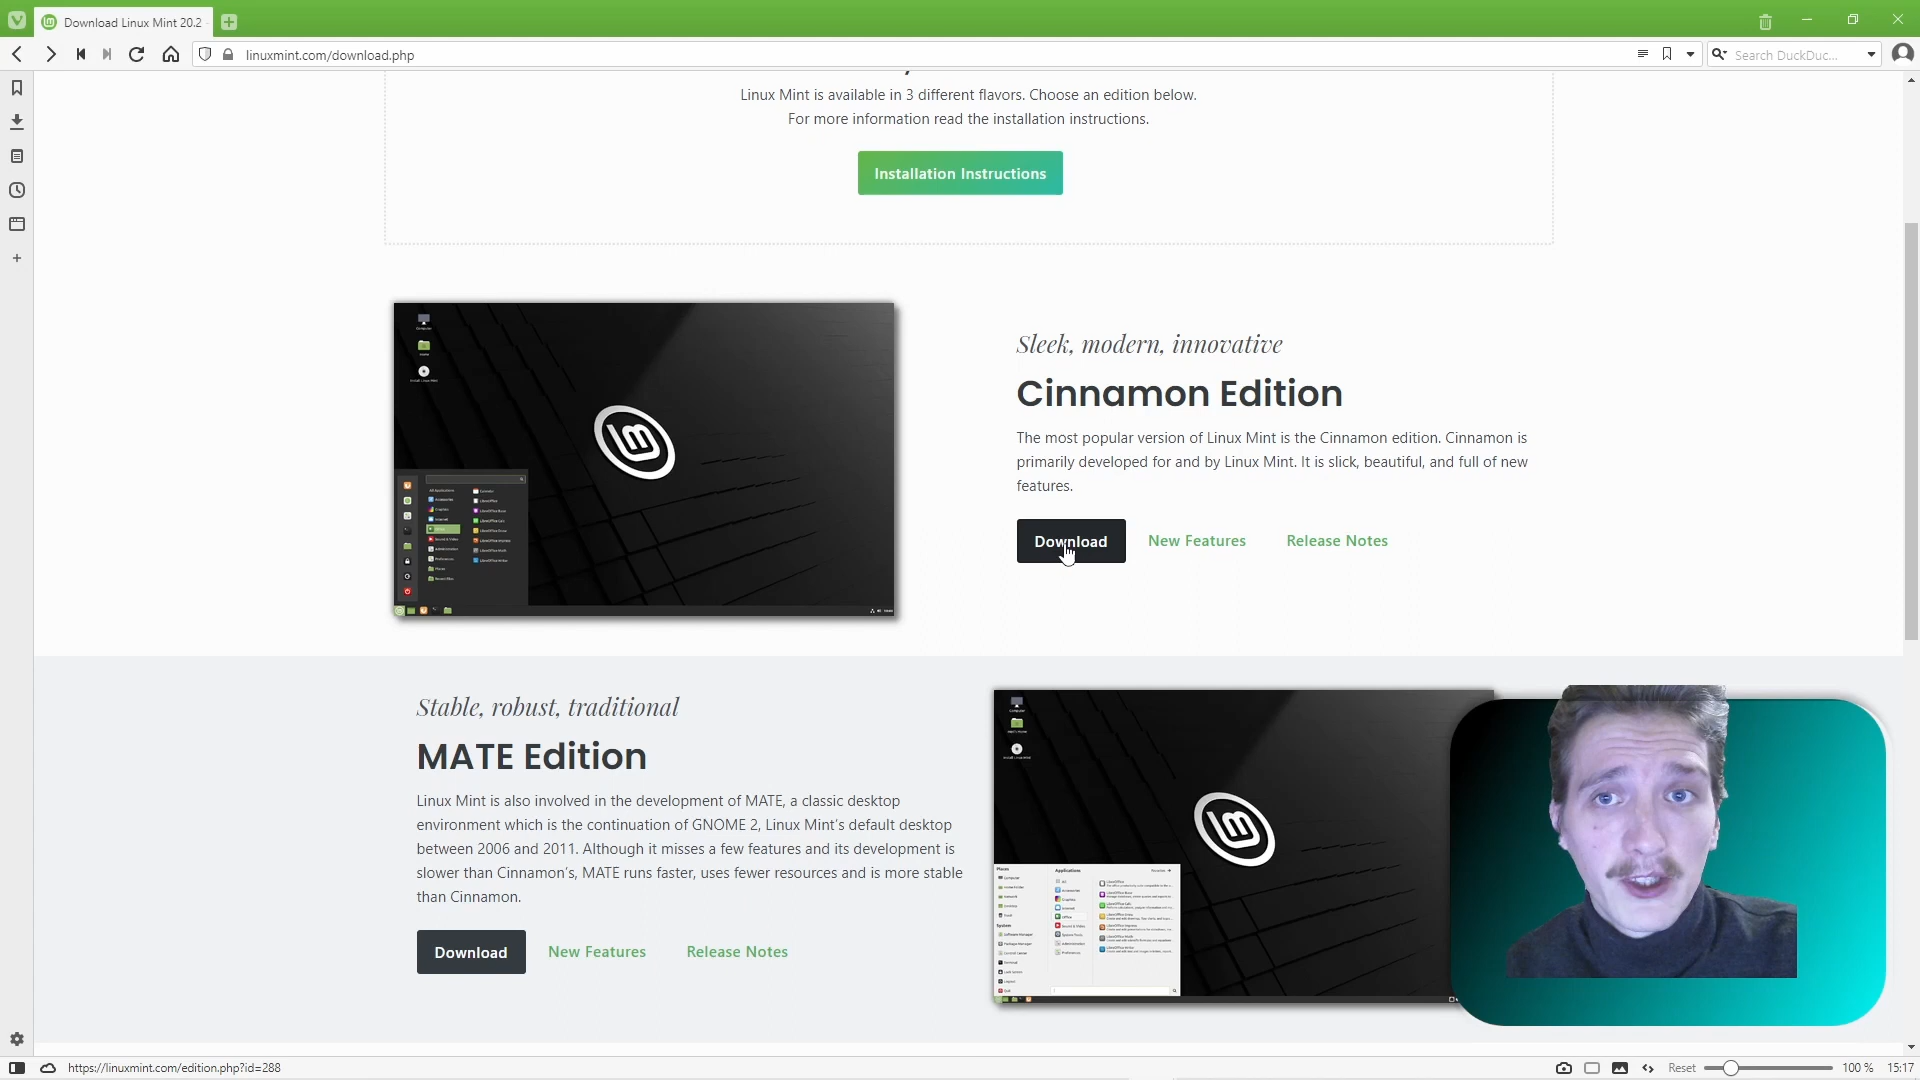 Download Linux Mint 20.2
linuxmint.com/download.php
Search DuckDuc...
Linux Mint is available in 3 different flavors. Choose an edition below.
For more information read the installation instructions.
Installation Instructions
Sleek, modern, innovative
Cinnamon Edition
The most popular version of Linux Mint is the Cinnamon edition. Cinnamon is
primarily developed for and by Linux Mint. It is slick, beautiful, and full of new
features.
Download
New Features
Release Notes
Stable, robust, traditional
MATE Edition
Linux Mint is also involved in the development of MATE, a classic desktop
environment which is the continuation of GNOME 2, Linux Mint's default desktop
between 2006 and 2011. Although it misses a few features and its development is
slower than Cinnamon's, MATE runs faster, uses fewer resources and is more stable
than Cinnamon.
Download
New Features
Release Notes
https://linuxmint.com/edition.php?id=288
Reset
100 %
15:17